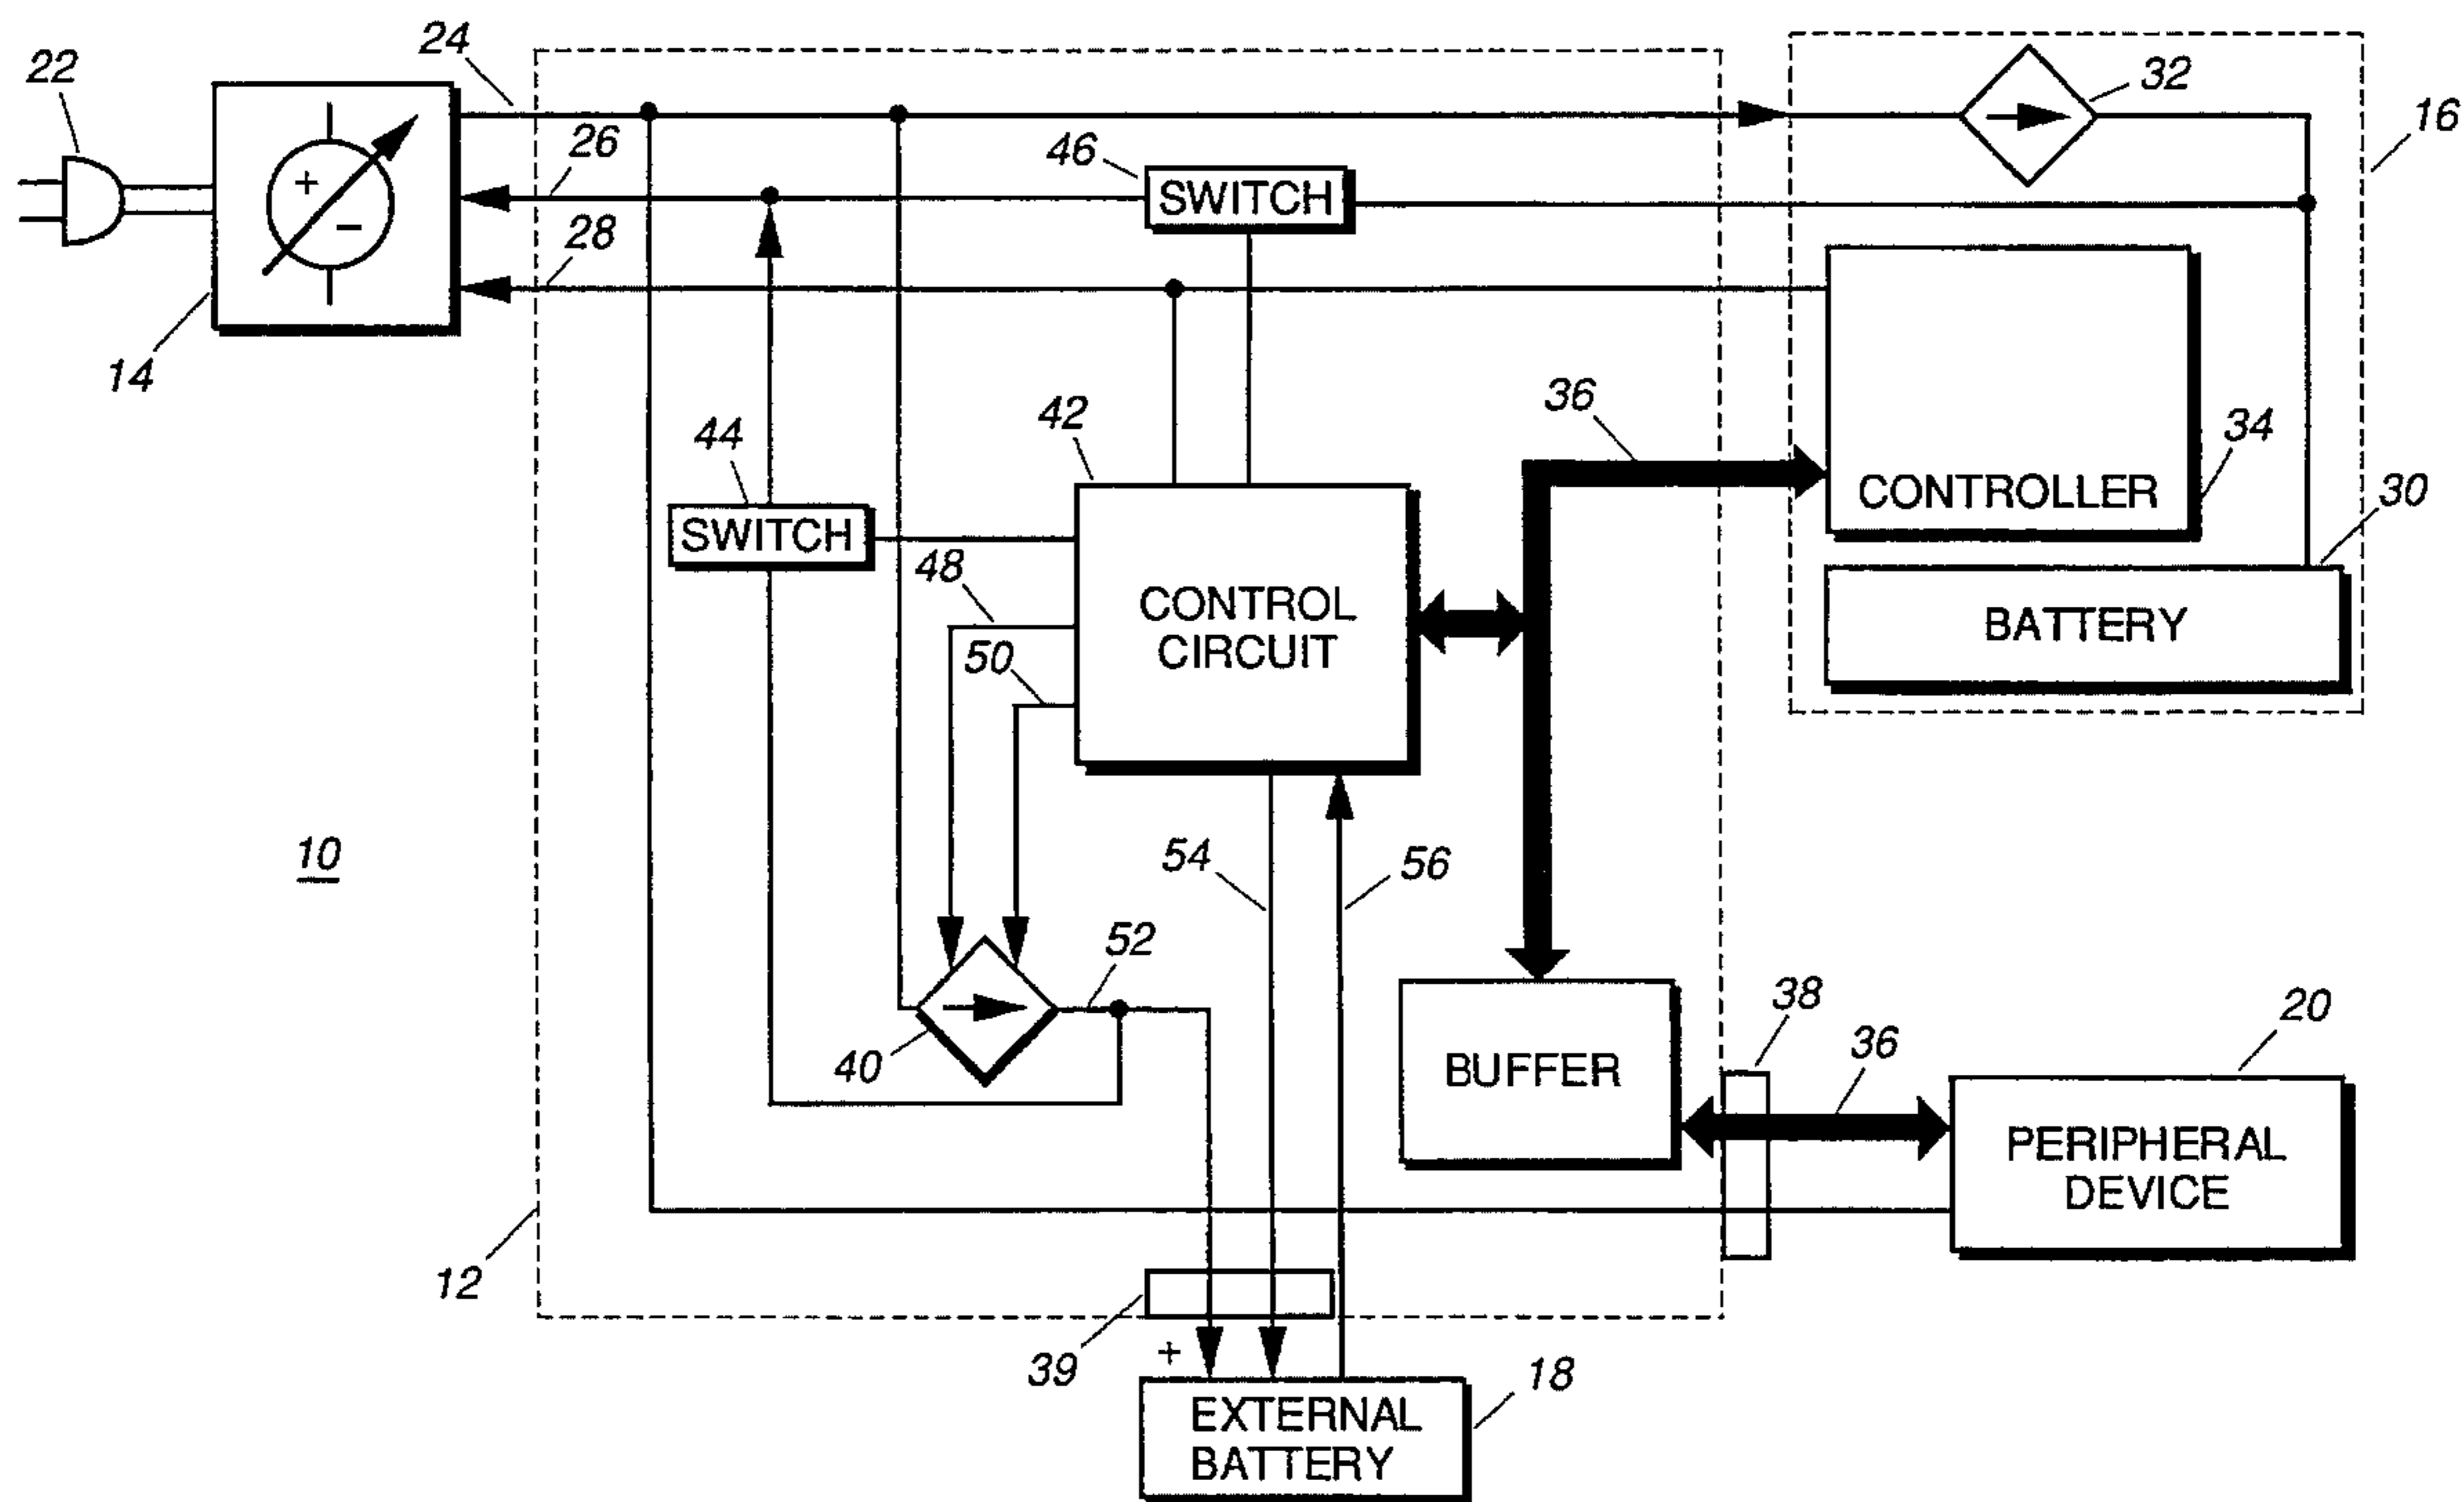 22
24
32
16
26
46
SWITCH
+
-
28
14
42
36
34
44
CONTROLLER
30
SWITCH
48
CONTROL
CIRCUIT
BATTERY
50
10
54
56
52
38
20
40
BUFFER
36
PERIPHERAL
DEVICE
12
39
+
18
EXTERNAL
BATTERY